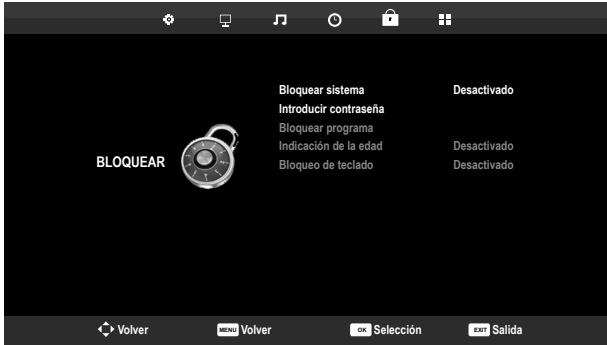 Bloquear sistema Desactivado
Introducir contraseña
Bloquear programa
Indicación de la edad Desactivado
Bloqueo de teclado Desactivado
BLOQUEAR
Volver MENU Volver OK Selección EXIT Salida